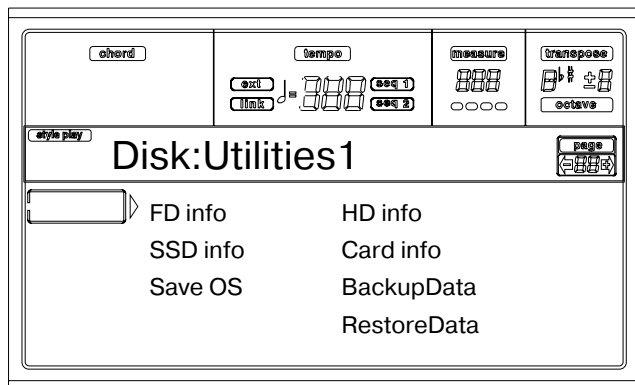 chord
tempo
measure
transpose
ext
seq 1
link
seq 2
octave
style play
Disk:Utilities1
page
FD info
HD info
SSD info
Card info
Save OS
BackupData
RestoreData